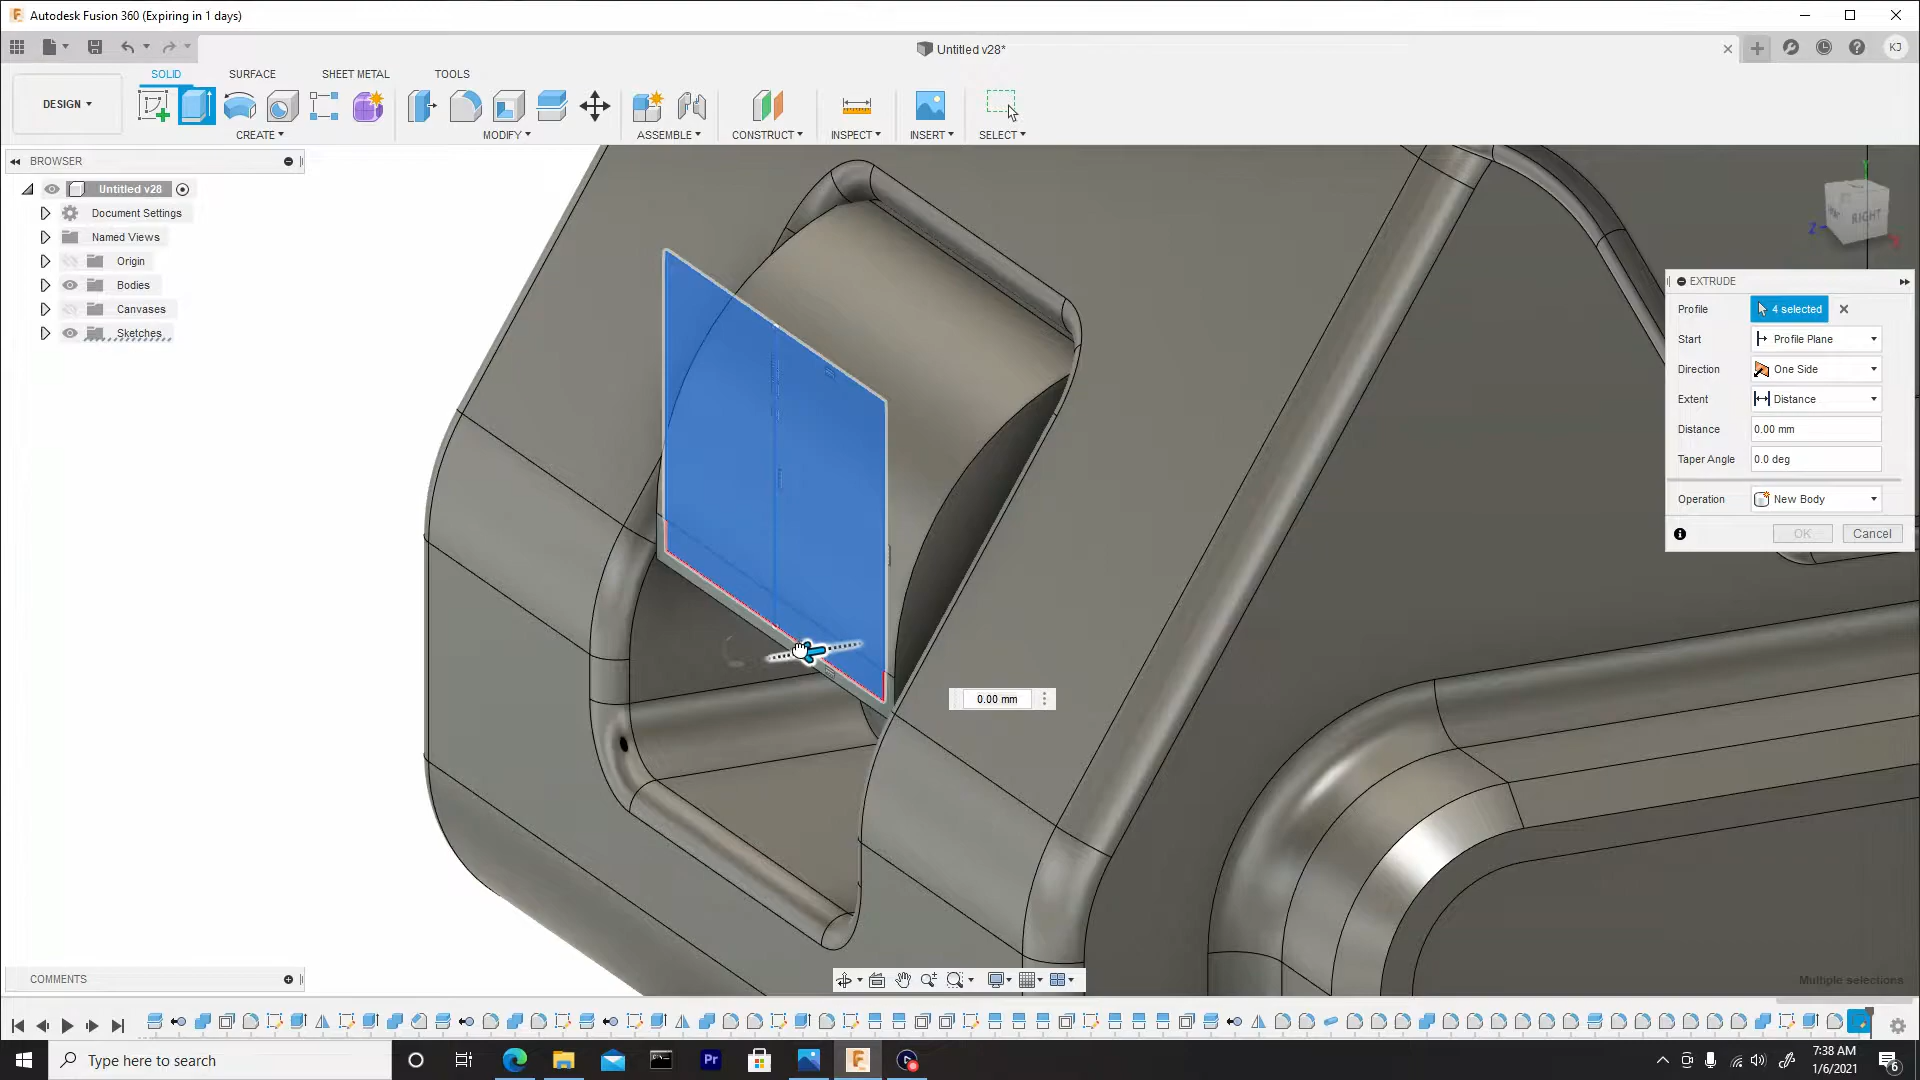 Autodesk Fusion 360 (Expiring in 1 days)
Untitled v28*
KJ
DESIGN
SOLID
SURFACE
SHEET METAL
TOOLS
CREATE
MODIFY
ASSEMBLE
CONSTRUCT
INSPECT
INSERT
SELECT
BROWSER
Untitled v28
Document Settings
Named Views
Origin
Bodies
Canvases
Sketches
Y
Z
X
RIGHT
EXTRUDE
Profile 4 selected
Start Profile Plane
Direction One Side
Extent Distance
Distance 0.00 mm
Taper Angle 0.0 deg
Operation New Body
OK Cancel
0.00 mm
COMMENTS
Multiple selections
Type here to search
Pr
F
7:38 AM
1/6/2021
6